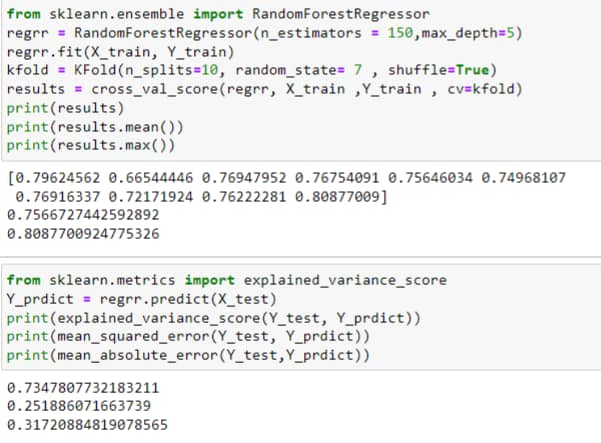 from sklearn.ensemble import RandomForestRegressor
regrr = RandomForestRegressor(n_estimators = 150,max_depth=5)
regrr.fit(X_train, Y_train)
kfold = KFold(n_splits=10, random_state= 7 , shuffle=True)
results = cross_val_score(regrr, X_train ,Y_train , cv=kfold)
print(results)
print(results.mean())
print(results.max())
[0.79624562 0.66544446 0.76947952 0.76754091 0.75646034 0.74968107
 0.76916337 0.72171924 0.76222281 0.80877009]
0.7566727442592892
0.8087700924775326
from sklearn.metrics import explained_variance_score
Y_prdict = regrr.predict(X_test)
print(explained_variance_score(Y_test, Y_prdict))
print(mean_squared_error(Y_test, Y_prdict))
print(mean_absolute_error(Y_test,Y_prdict))
0.7347807732183211
0.251886071663739
0.31720884819078565